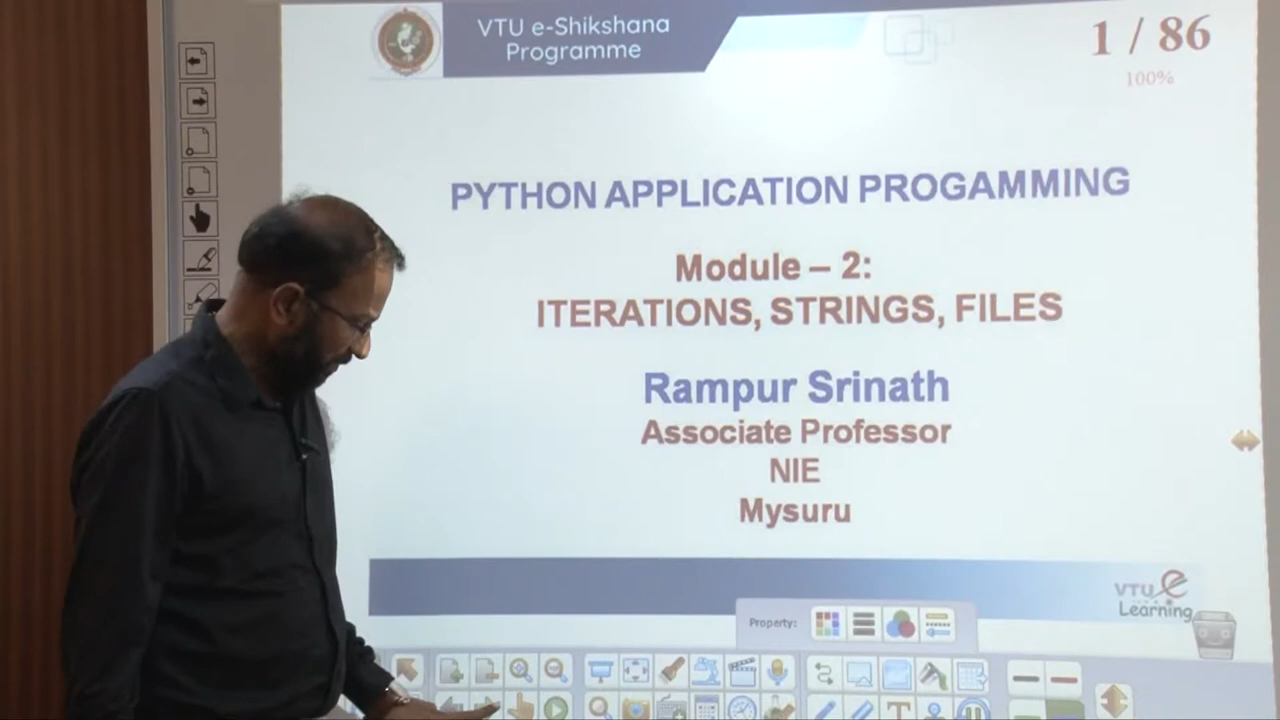 VTU e-Shikshana
Programme
1 / 86
100%
PYTHON APPLICATION PROGAMMING
Module – 2:
ITERATIONS, STRINGS, FILES
Rampur Srinath
Associate Professor
NIE
Mysuru
VTU e
Learning
Property: